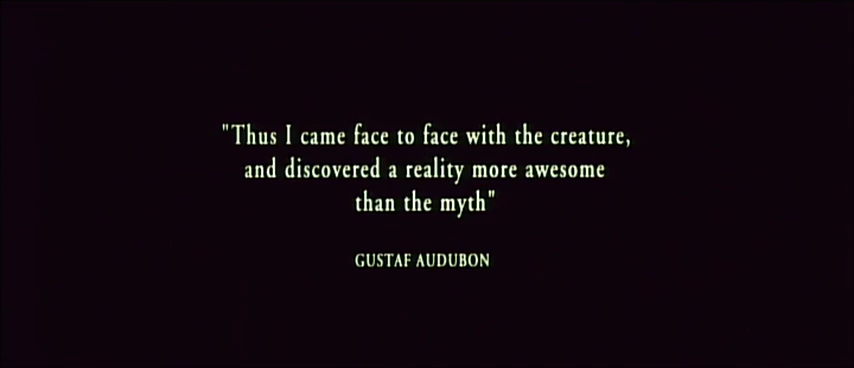 "Thus I came face to face with the creature,
and discovered a reality more awesome
than the myth"
GUSTAF AUDUBON